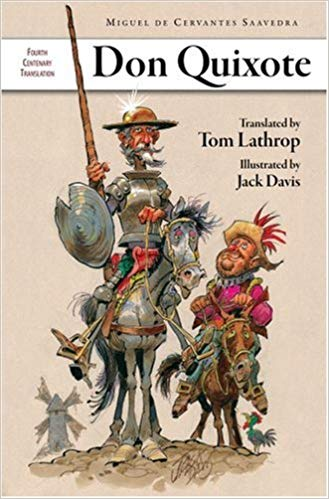 MIGUEL DE CERVANTES SAAVEDRA
FOURTH
CENTENARY
TRANSLATION
Don Quixote
Translated by
Tom Lathrop
Illustrated by
Jack Davis